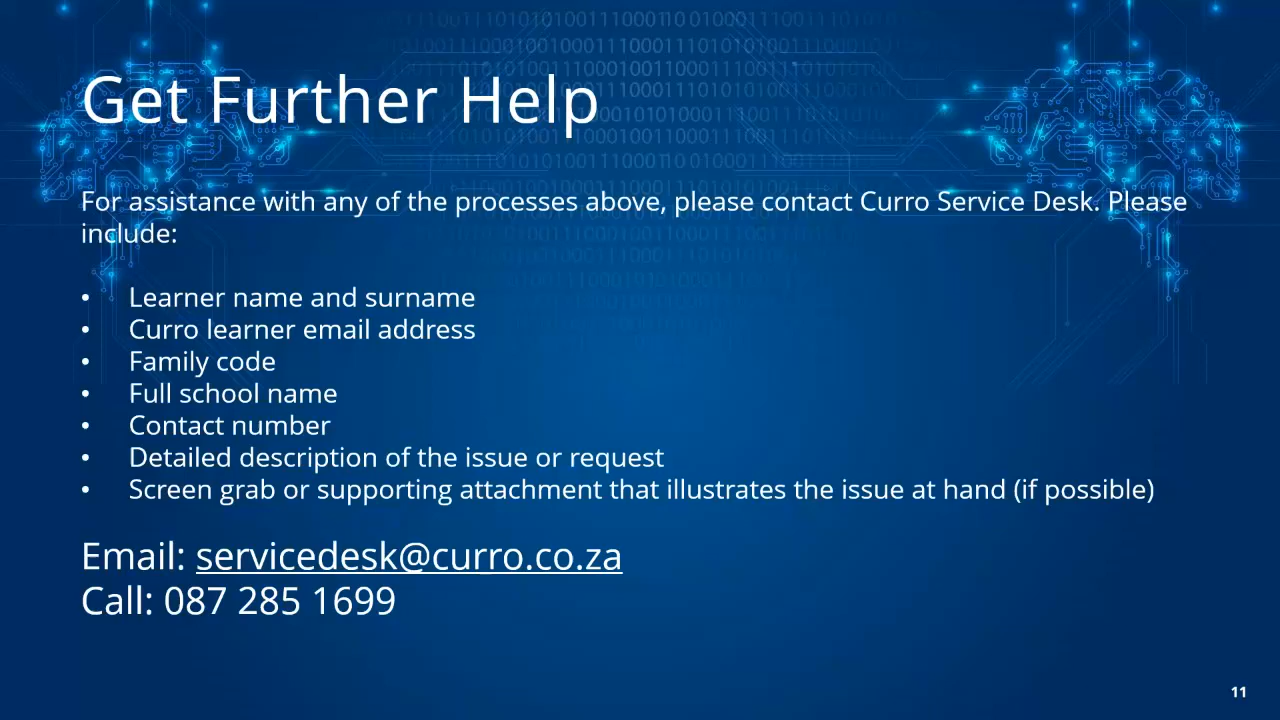 Get Further Help
For assistance with any of the processes above, please contact Curro Service Desk. Please
include:
• Learner name and surname
• Curro learner email address
• Family code
• Full school name
• Contact number
• Detailed description of the issue or request
• Screen grab or supporting attachment that illustrates the issue at hand (if possible)
Email: servicedesk@curro.co.za
Call: 087 285 1699
11